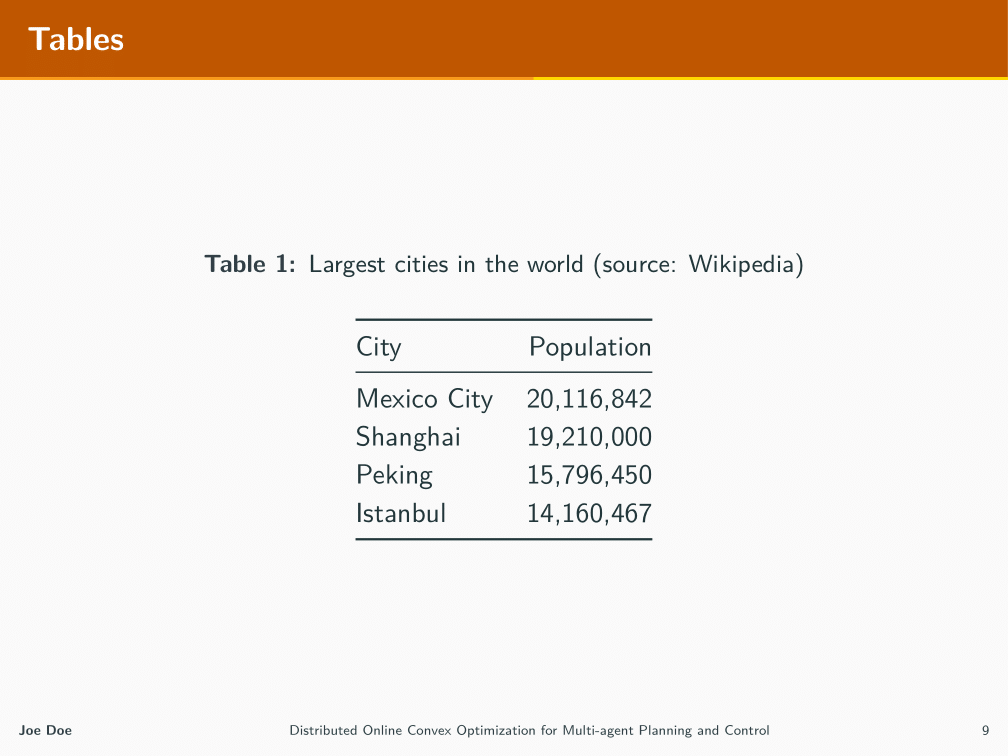 Tables
Table 1: Largest cities in the world (source: Wikipedia)
City Population
Mexico City 20,116,842
Shanghai 19,210,000
Peking 15,796,450
Istanbul 14,160,467
Joe Doe Distributed Online Convex Optimization for Multi-agent Planning and Control 9